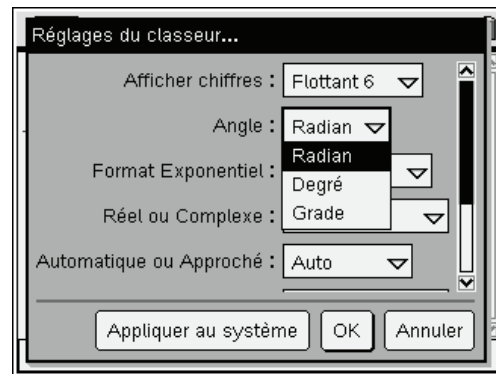 Réglages du classeur...
Afficher chiffres : Flottant 6
Angle : Radian
Radian
Format Exponentiel :
Degré
Réel ou Complexe : Grade
Automatique ou Approché : Auto
Appliquer au système OK Annuler